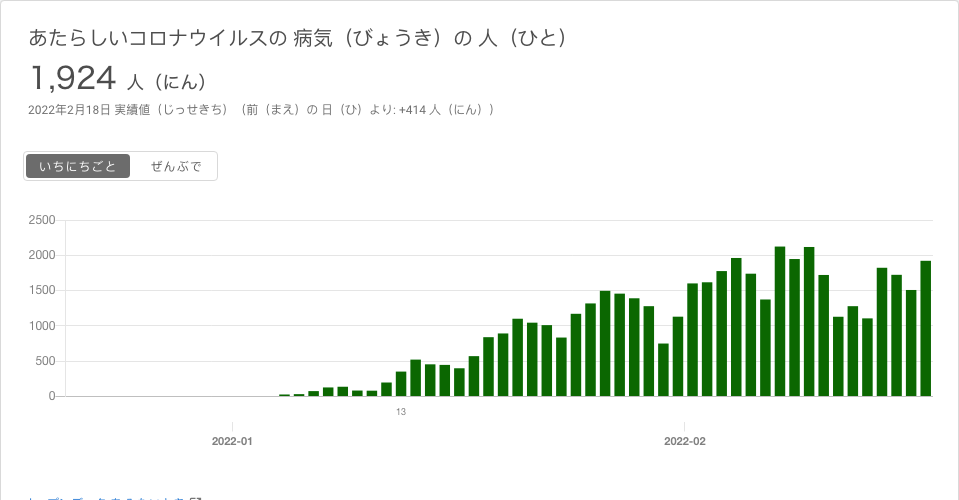 あたらしいコロナウイルスの 病気（びょうき）の 人（ひと）
1,924 人（にん）
2022年2月18日 実績値（じっせきち）（前（まえ）の 日（ひ）より: +414 人（にん））
いちにちごと ぜんぶで
2500
2000
1500
1000
500
0
13
2022-01 2022-02